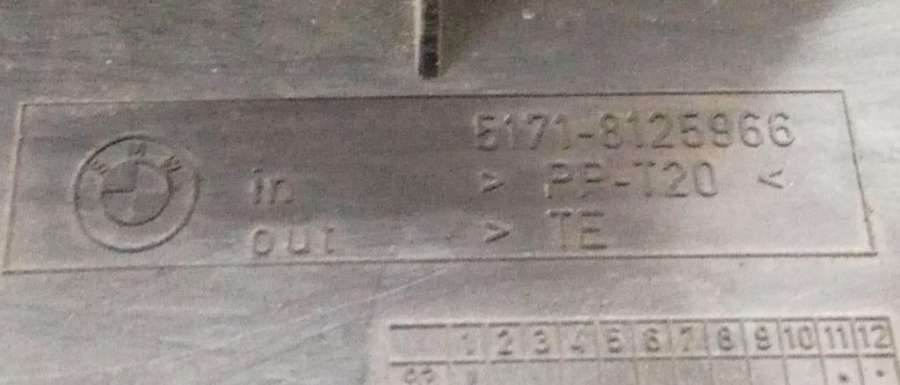 5171-8125966
BMW
in > PP-T20 <
out > TE
1 2 3 4 5 6 7 8 9 10 11 12